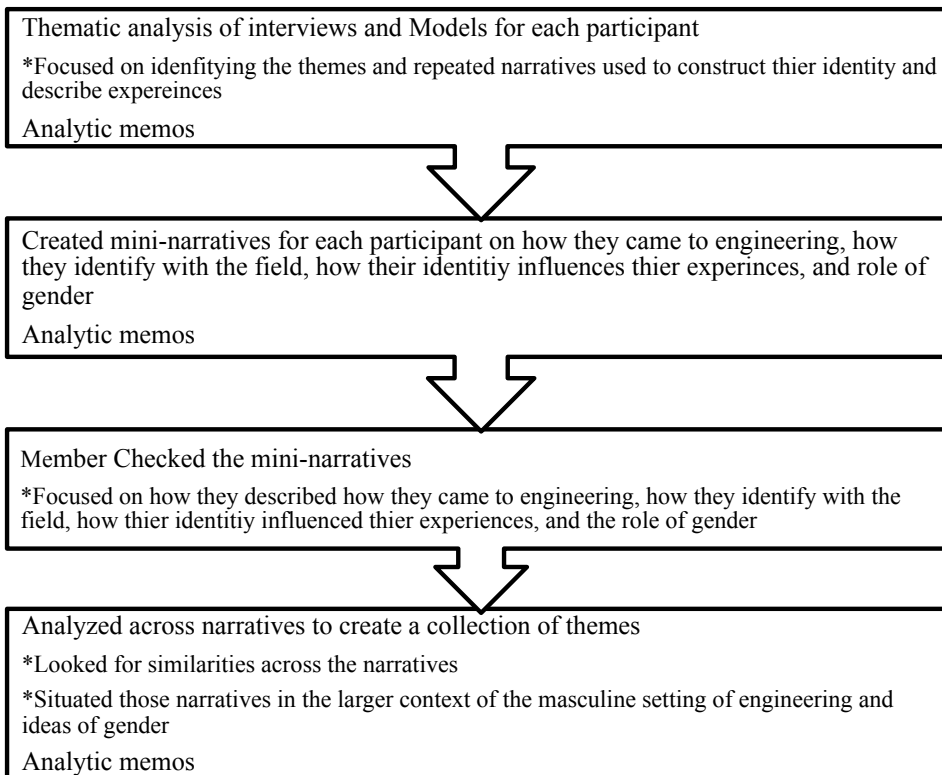 Thematic analysis of interviews and Models for each participant
*Focused on idenfitying the themes and repeated narratives used to construct thier identity and
describe expereinces
Analytic memos
Created mini-narratives for each participant on how they came to engineering, how
they identify with the field, how their identitiy influences thier experinces, and role of
gender
Analytic memos
Member Checked the mini-narratives
*Focused on how they described how they came to engineering, how they identify with the
field, how thier identitiy influenced thier experiences, and the role of gender
Analyzed across narratives to create a collection of themes
*Looked for similarities across the narratives
*Situated those narratives in the larger context of the masculine setting of engineering and
ideas of gender
Analytic memos